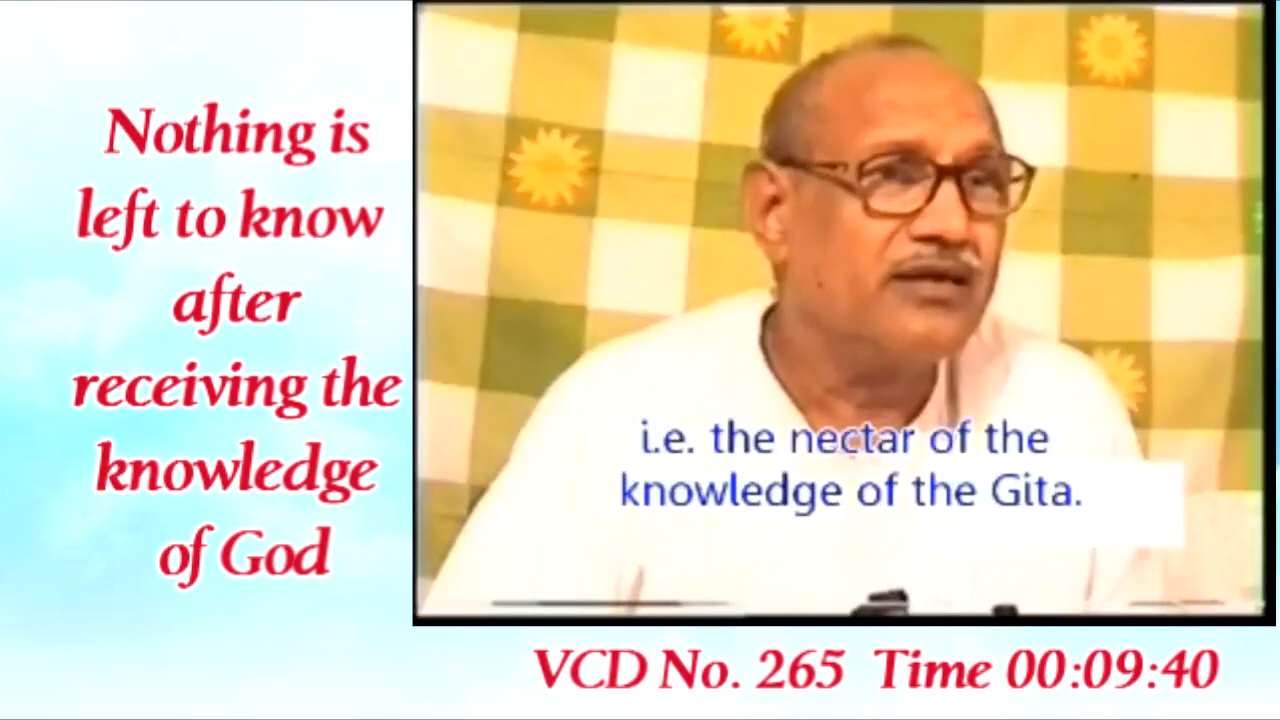 Nothing is
left to know
after
receiving the
knowledge
of God
i.e. the nectar of the
knowledge of the Gita.
VCD No. 265 Time 00:09:40